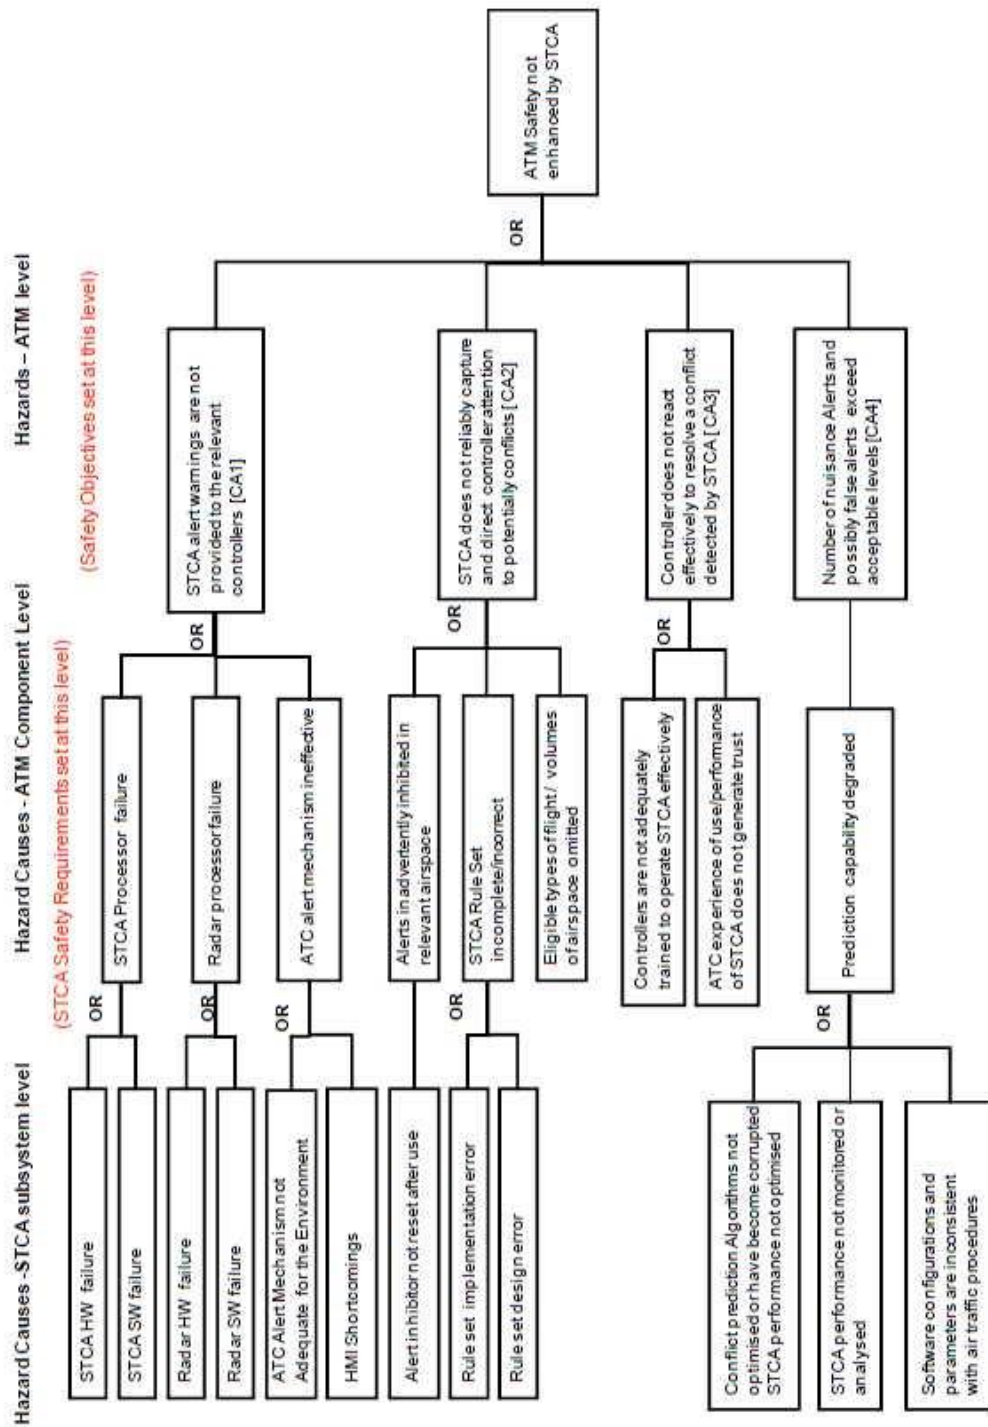 Hazard Causes -STCA subsystem level
Hazard Causes - ATM Component Level
Hazards – ATM level
(STCA Safety Requirements set at this level)
(Safety Objectives set at this level)
STCA HW failure
STCA SW failure
Radar HW failure
Radar SW failure
ATC Alert Mechanism not
Adequate for the Environment
HMI Shortcomings
Alert inhibitor not reset after use
Rule set implementation error
Rule set design error
Conflict prediction Algorithms not
optimised or have become corrupted
STCA performance not optimised
STCA performance not monitored or
analysed
Software configurations and
parameters are inconsistent
with air traffic procedures
OR
OR
OR
OR
OR
STCA Processor failure
Radar processor failure
ATC alert mechanism ineffective
Alerts inadvertently inhibited in
relevant airspace
STCA Rule Set
incomplete/incorrect
Eligible types of flight / volumes
of airspace omitted
Controllers are not adequately
trained to operate STCA effectively
ATC experience of use/performance
of STCA does not generate trust
Prediction capability degraded
OR
OR
OR
STCA alert warnings are not
provided to the relevant
controllers [CA1]
STCA does not reliably capture
and direct controller attention
to potentially conflicts [CA2]
Controller does not react
effectively to resolve a conflict
detected by STCA [CA3]
Number of nuisance Alerts and
possibly false alerts exceed
acceptable levels [CA4]
OR
ATM Safety not
enhanced by STCA